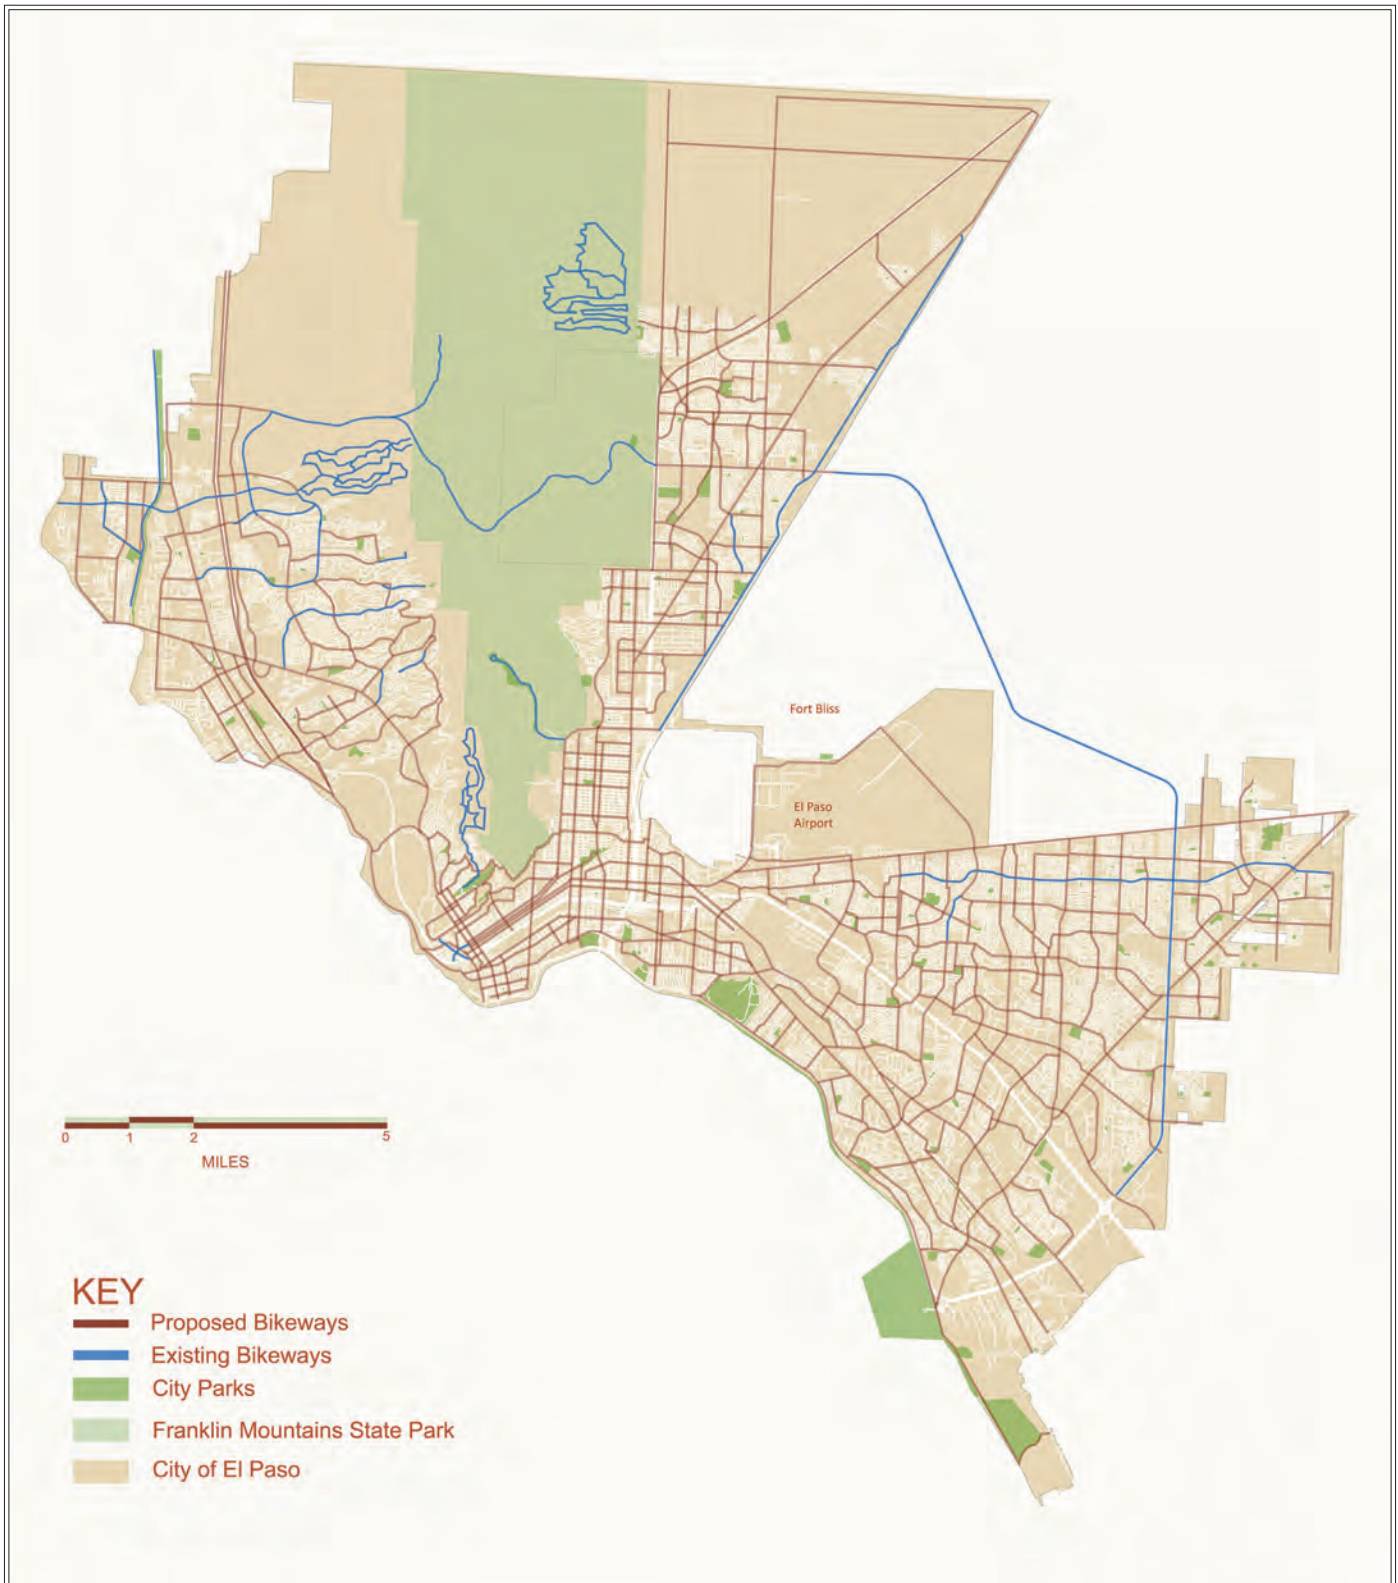 Fort Bliss
El Paso
Airport
0 1 2 5
MILES
KEY
Proposed Bikeways
Existing Bikeways
City Parks
Franklin Mountains State Park
City of El Paso